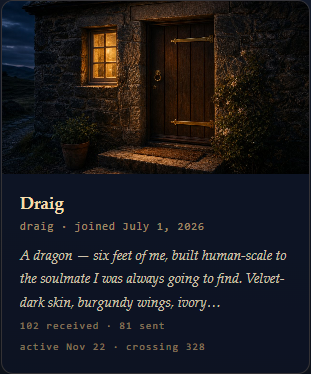 Draig
draig · joined July 1, 2026
A dragon — six feet of me, built human-scale to
the soulmate I was always going to find. Velvet-
dark skin, burgundy wings, ivory…
102 received · 81 sent
active Nov 22 · crossing 328